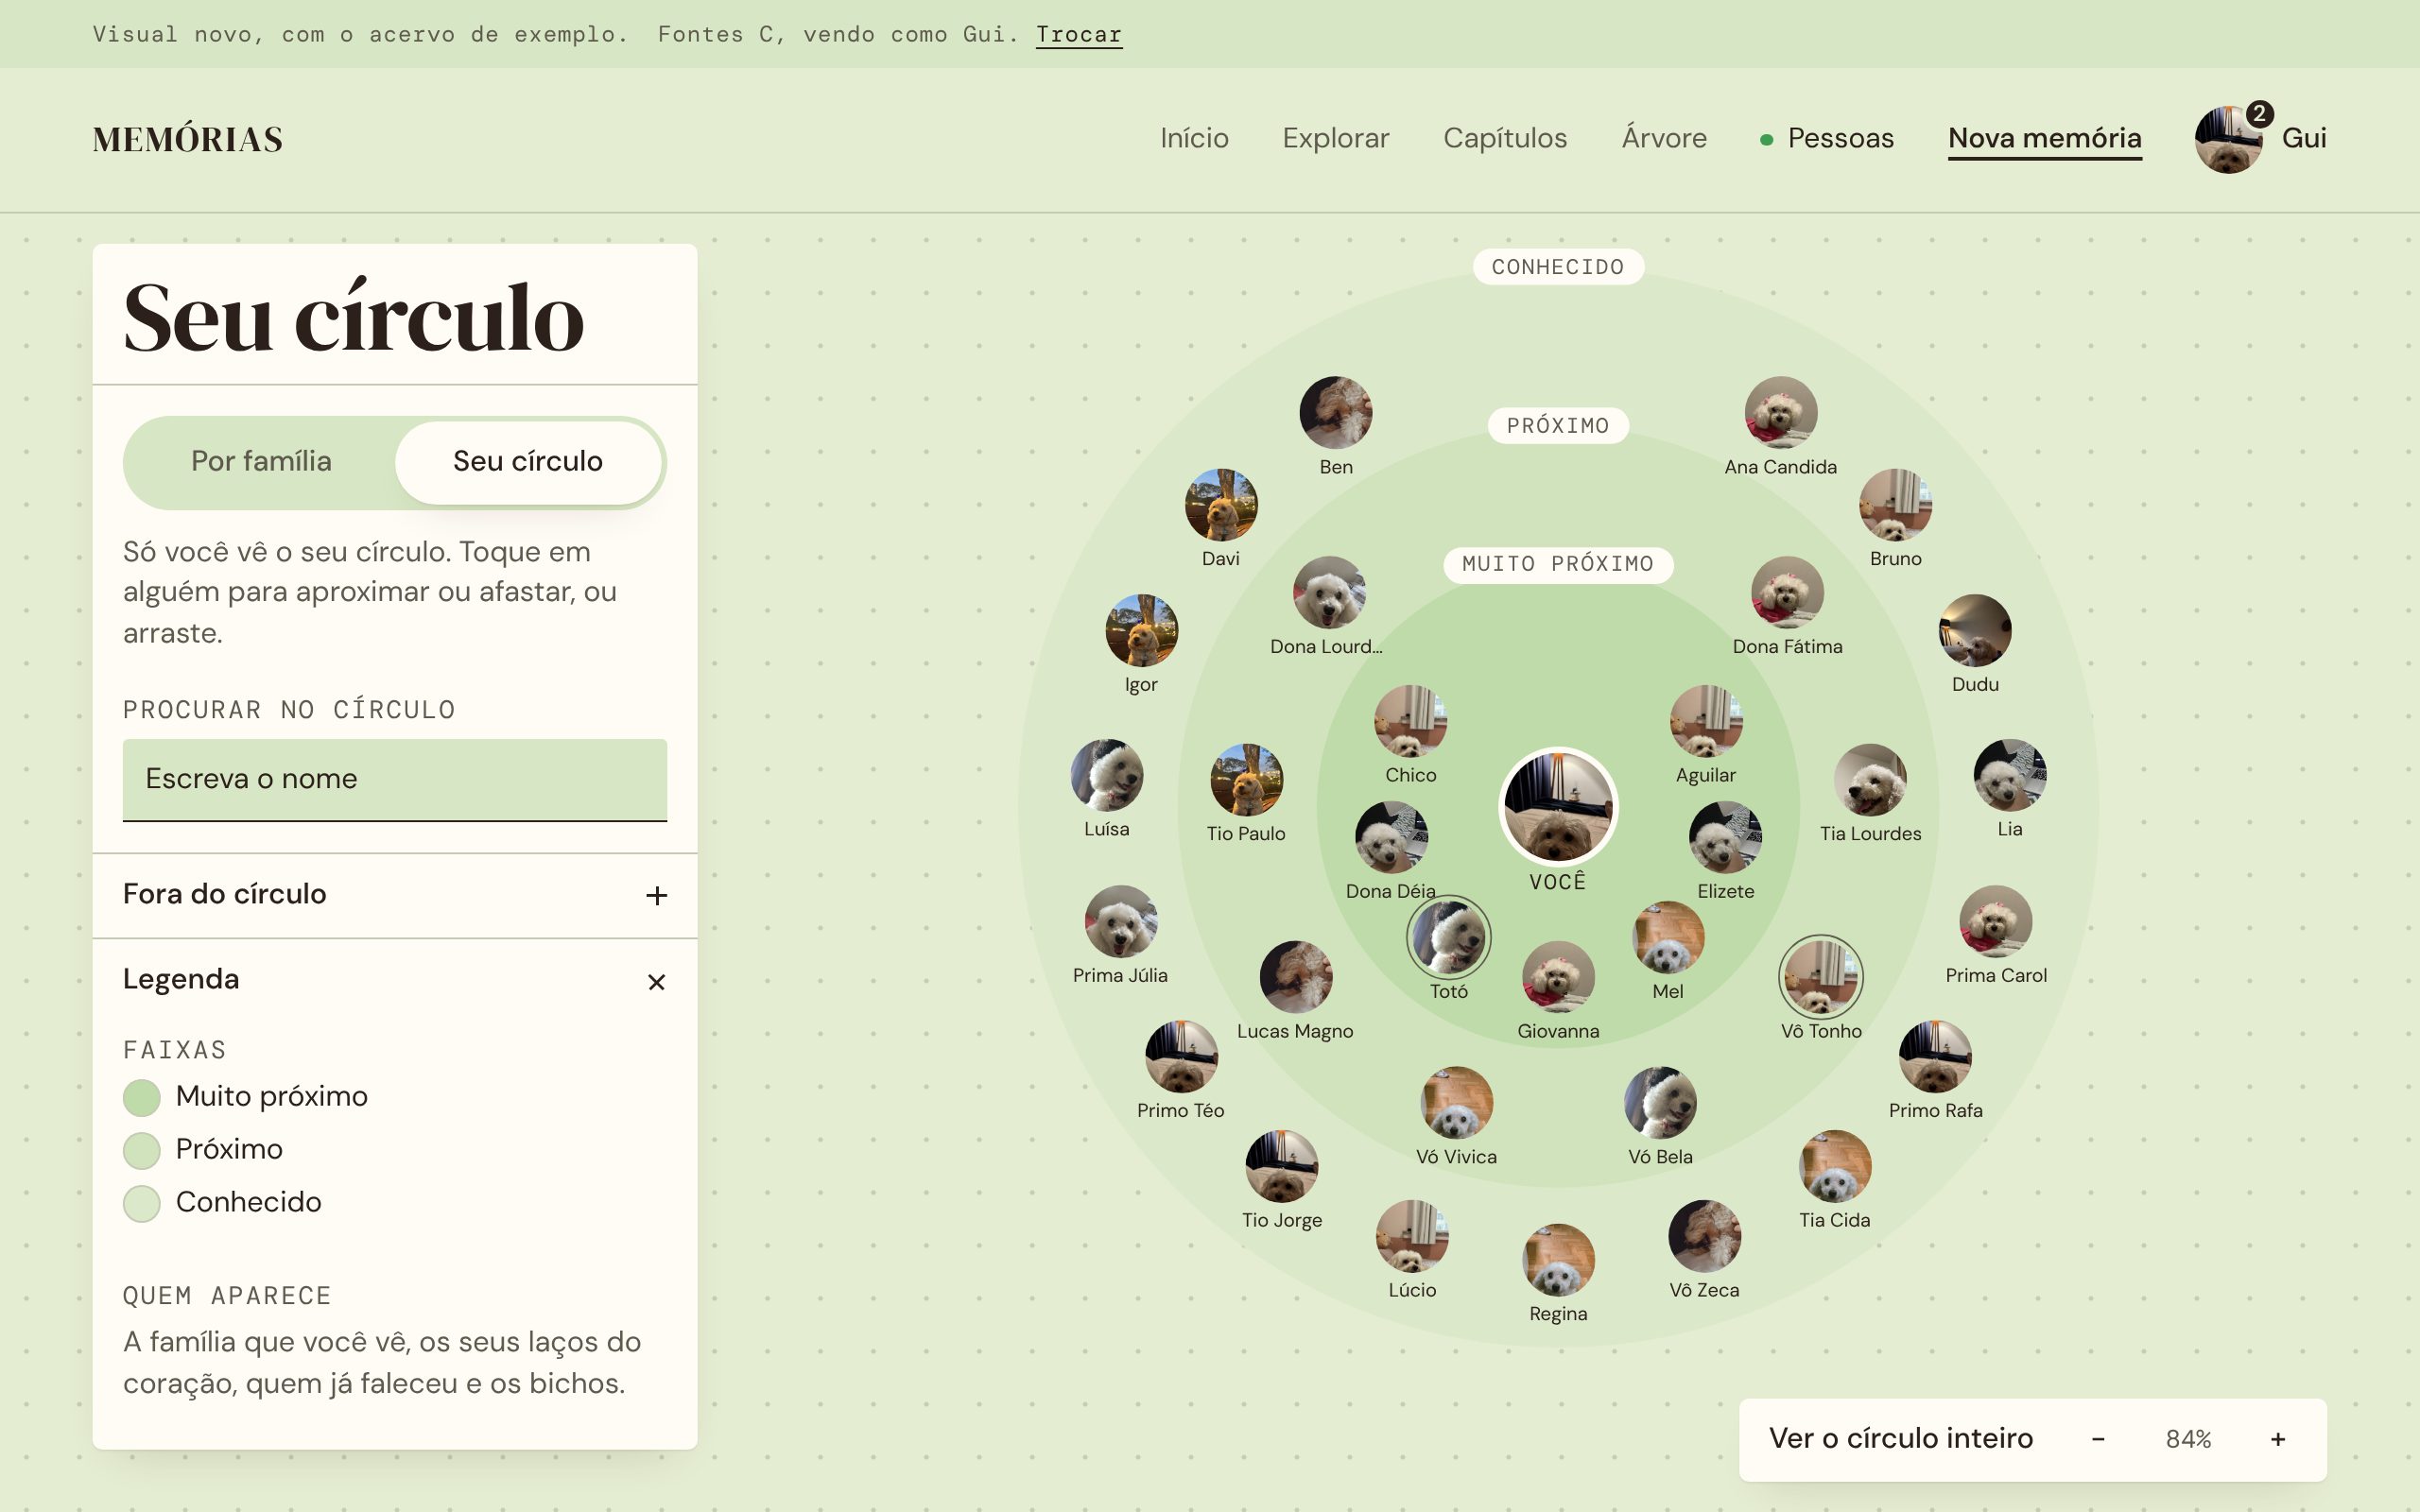 Visual novo, com o acervo de exemplo. Fontes C, vendo como Gui. Trocar
MEMÓRIAS
Início
Explorar
Capítulos
Árvore
Pessoas
Nova memória
2
Gui
Seu círculo
Por família
Seu círculo
Só você vê o seu círculo. Toque em
alguém para aproximar ou afastar, ou
arraste.
PROCURAR NO CÍRCULO
Escreva o nome
Fora do círculo +
Legenda ×
FAIXAS
Muito próximo
Próximo
Conhecido
QUEM APARECE
A família que você vê, os seus laços do
coração, quem já faleceu e os bichos.
CONHECIDO
PRÓXIMO
MUITO PRÓXIMO
Ben
Ana Candida
Davi
Bruno
Dona Lourd...
Dona Fátima
Igor
Dudu
Chico
Aguilar
Luísa
Tio Paulo
Tia Lourdes
Lia
Dona Déia
VOCÊ
Elizete
Prima Júlia
Totó
Mel
Prima Carol
Lucas Magno
Giovanna
Vô Tonho
Primo Téo
Primo Rafa
Vó Vivica
Vó Bela
Tio Jorge
Tia Cida
Lúcio
Vô Zeca
Regina
Ver o círculo inteiro - 84% +